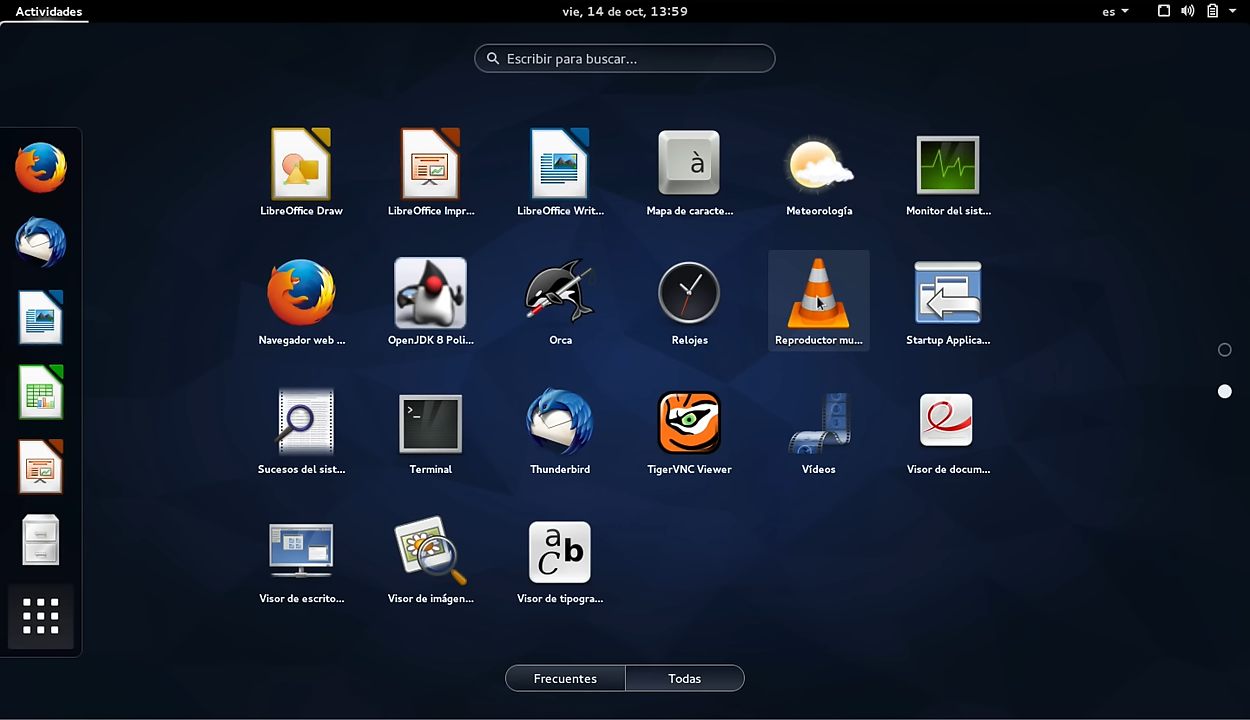 Actividades
vie, 14 de oct, 13:59
es
Escribir para buscar...
LibreOffice Draw
LibreOffice Impr...
LibreOffice Writ...
à
Mapa de caracte...
Meteorología
Monitor del sist...
Navegador web ...
OpenJDK 8 Poli...
Orca
Relojes
Reproductor mu...
Startup Applica...
Sucesos del sist...
>_
Terminal
Thunderbird
TigerVNC Viewer
Vídeos
Visor de docum...
Visor de escrito...
Visor de imágen...
a b C
Visor de tipogra...
Frecuentes
Todas